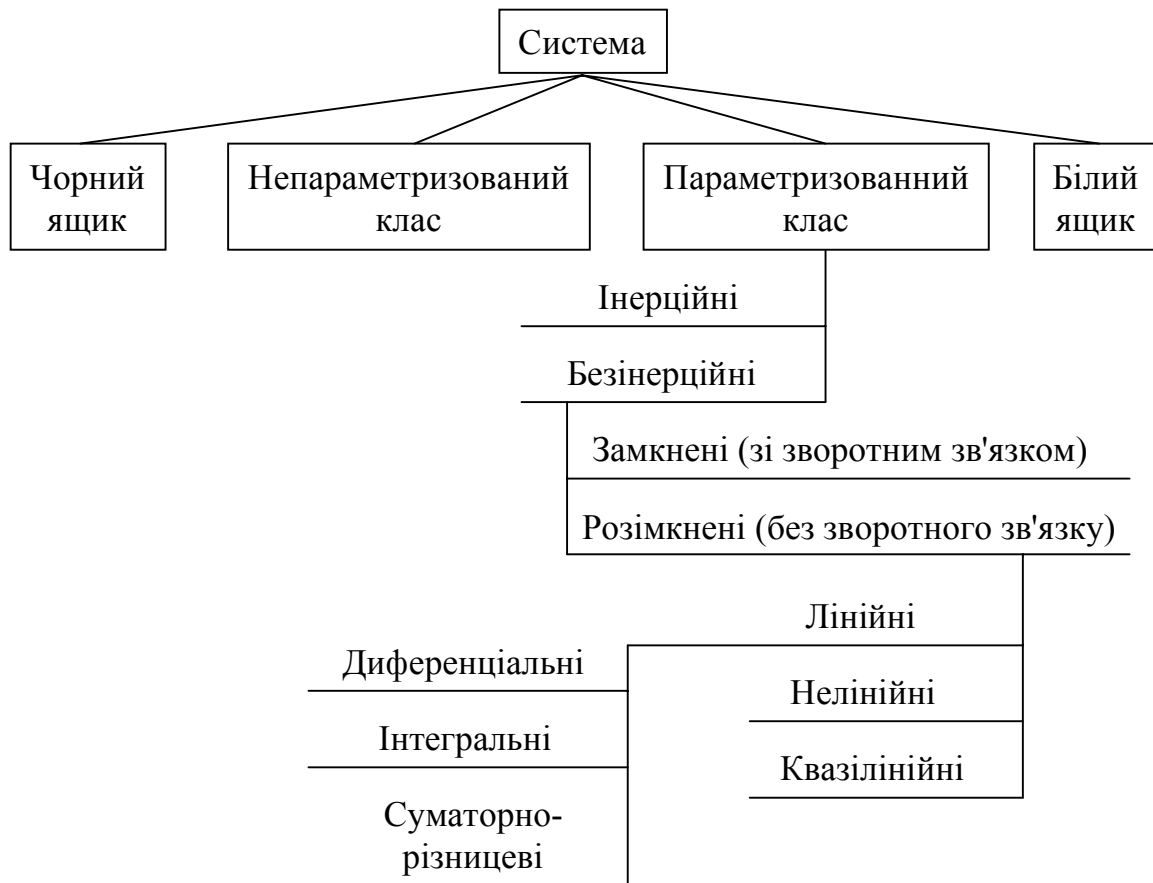 Система
Чорний
ящик
Непараметризований
клас
Параметризованний
клас
Білий
ящик
Інерційні
Безінерційні
Замкнені (зі зворотним зв'язком)
Розімкнені (без зворотного зв'язку)
Лінійні
Диференціальні
Нелінійні
Інтегральні
Квазілінійні
Суматорно-
різницеві